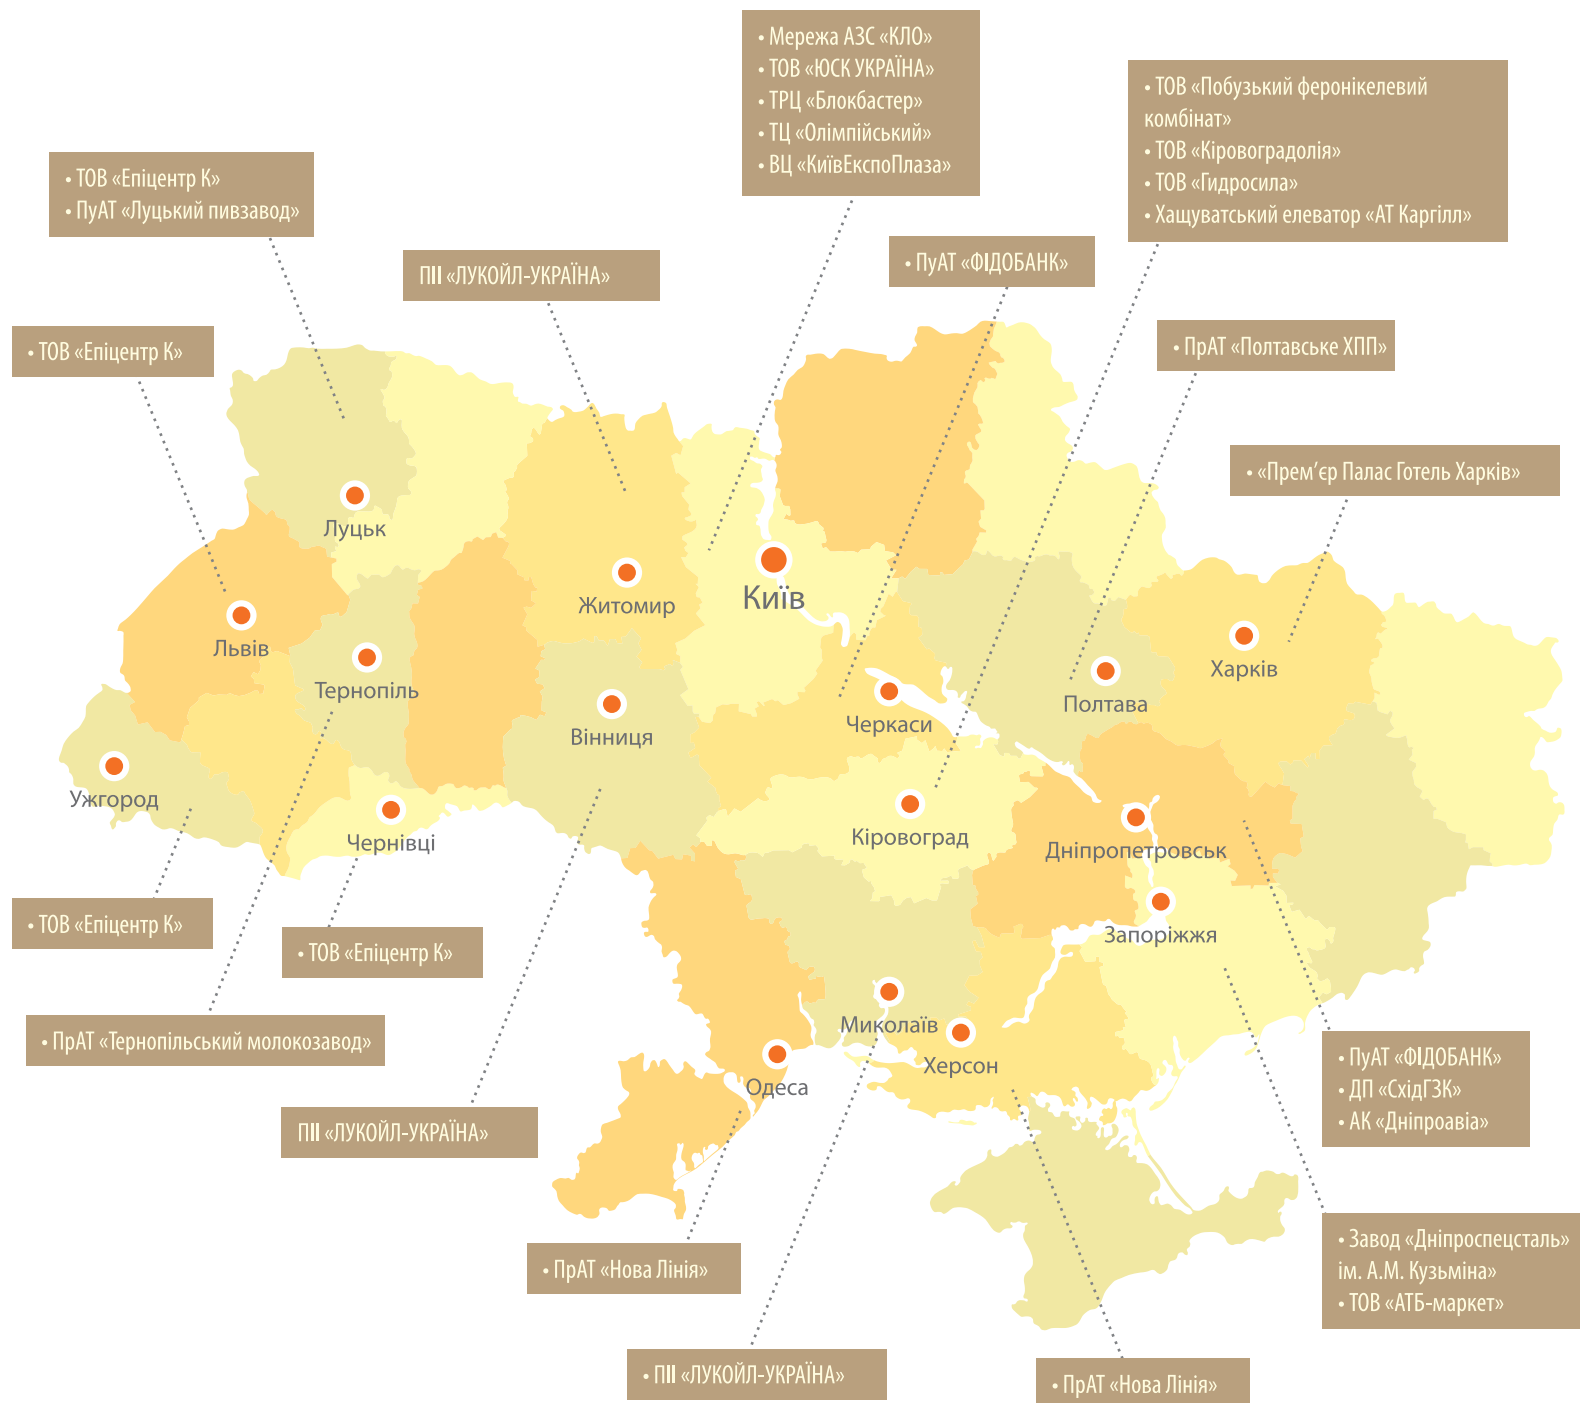 • Мережа АЗС «КЛО»
• ТОВ «ЮСК УКРАЇНА»
• ТРЦ «Блокбастер»
• ТЦ «Олімпійський»
• ВЦ «КиївЕкспоПлаза»
• ТОВ «Побузький феронікелевий
комбінат»
• ТОВ «Кіровоградолія»
• ТОВ «Гидросила»
• Хащуватський елеватор «АТ Каргілл»
• ТОВ «Епіцентр К»
• ПуАТ «Луцький пивзавод»
ПІІ «ЛУКОЙЛ-УКРАЇНА»
• ПуАТ «ФІДОБАНК»
• ТОВ «Епіцентр К»
• ПрАТ «Полтавське ХПП»
• «Прем’єр Палас Готель Харків»
Луцьк
Житомир
Київ
Львів
Тернопіль
Харків
Полтава
Черкаси
Вінниця
Ужгород
Чернівці
Кіровоград
Дніпропетровськ
• ТОВ «Епіцентр К»
• ТОВ «Епіцентр К»
Запоріжжя
• ПрАТ «Тернопільський молокозавод»
Миколаїв
Херсон
Одеса
• ПуАТ «ФІДОБАНК»
• ДП «СхідГЗК»
• АК «Дніпроавіа»
ПІІ «ЛУКОЙЛ-УКРАЇНА»
• ПрАТ «Нова Лінія»
• Завод «Дніпроспецсталь»
ім. А.М. Кузьміна»
• ТОВ «АТБ-маркет»
• ПІІ «ЛУКОЙЛ-УКРАЇНА»
• ПрАТ «Нова Лінія»